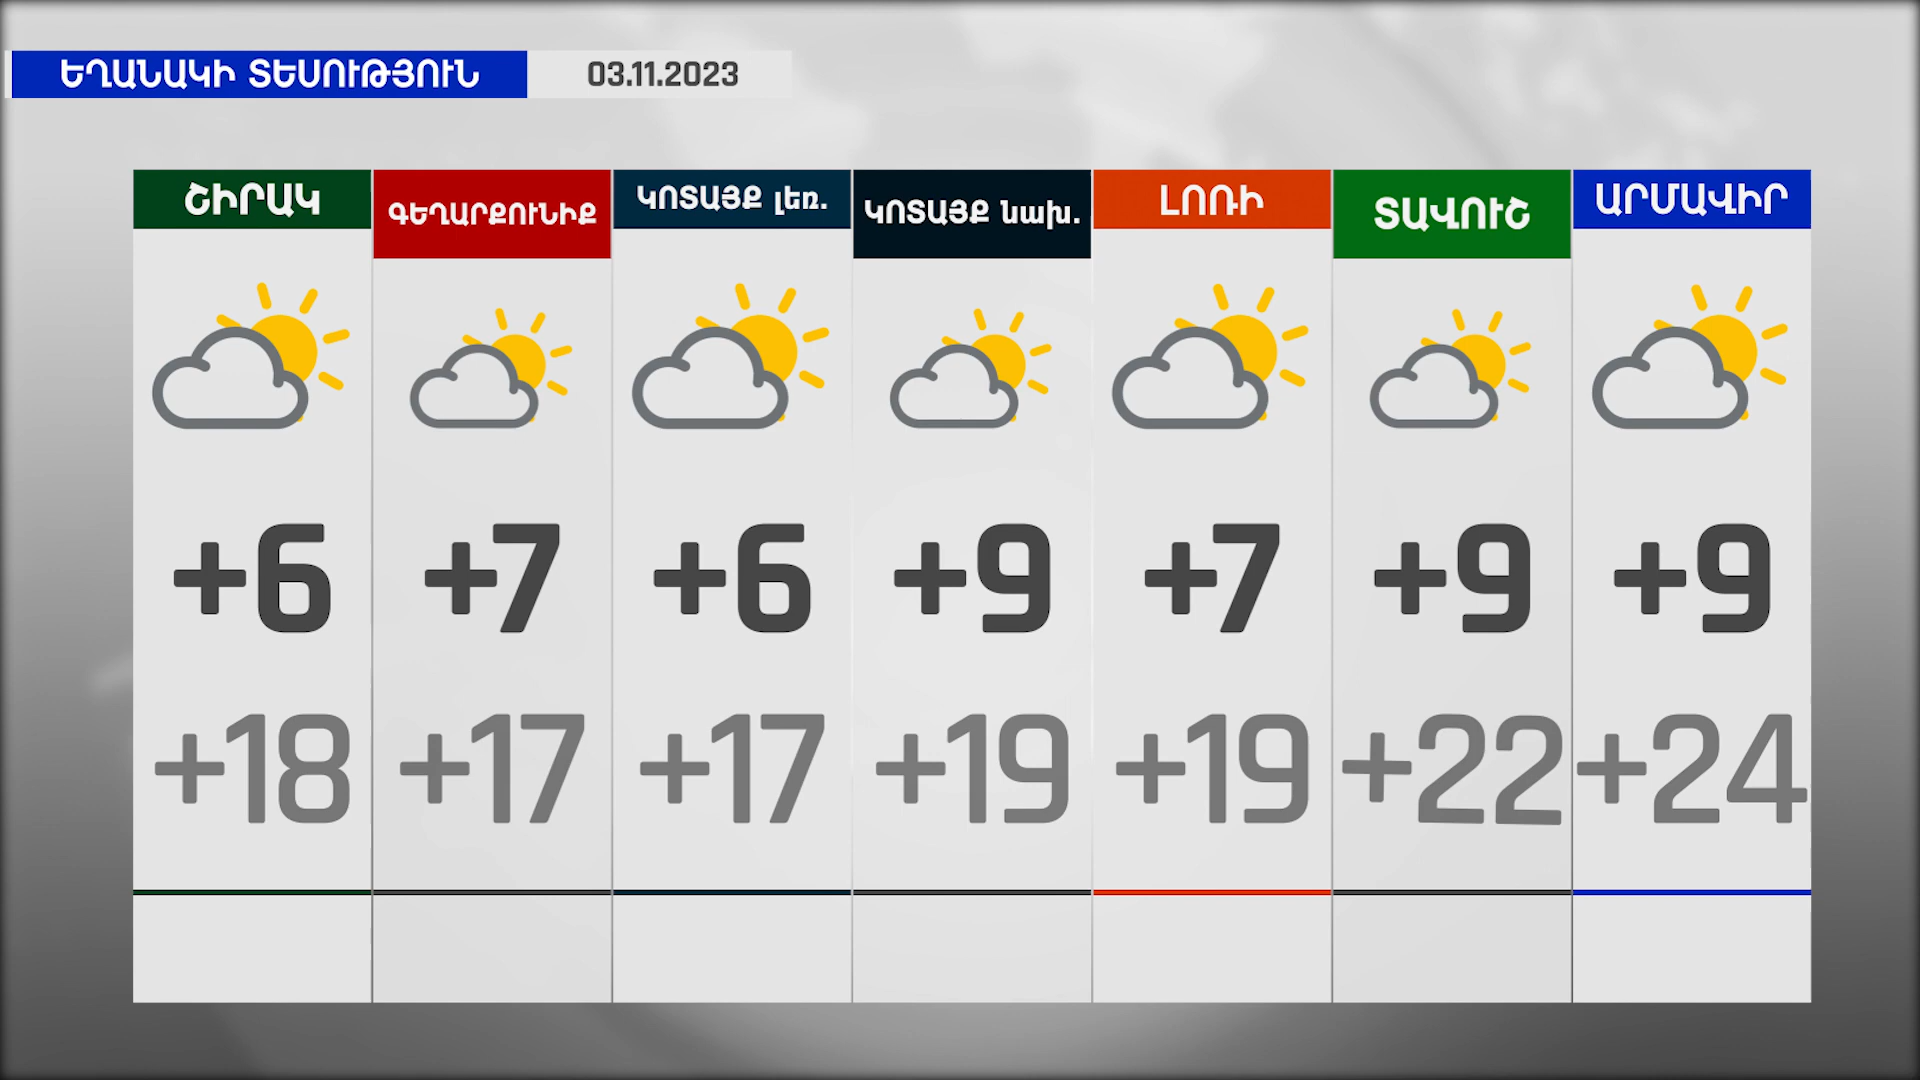 ԵՂԱՆԱԿԻ ՏԵՍՈՒԹՅՈՒՆ 03.11.2023
ՇԻՐԱԿ ԳԵՂԱՐՔՈՒՆԻՔ ԿՈՏԱՅՔ լեռ. ԿՈՏԱՅՔ նախ. ԼՈՌԻ ՏԱՎՈՒՇ ԱՐՄԱՎԻՐ
+6 +7 +6 +9 +7 +9 +9
+18 +17 +17 +19 +19 +22 +24